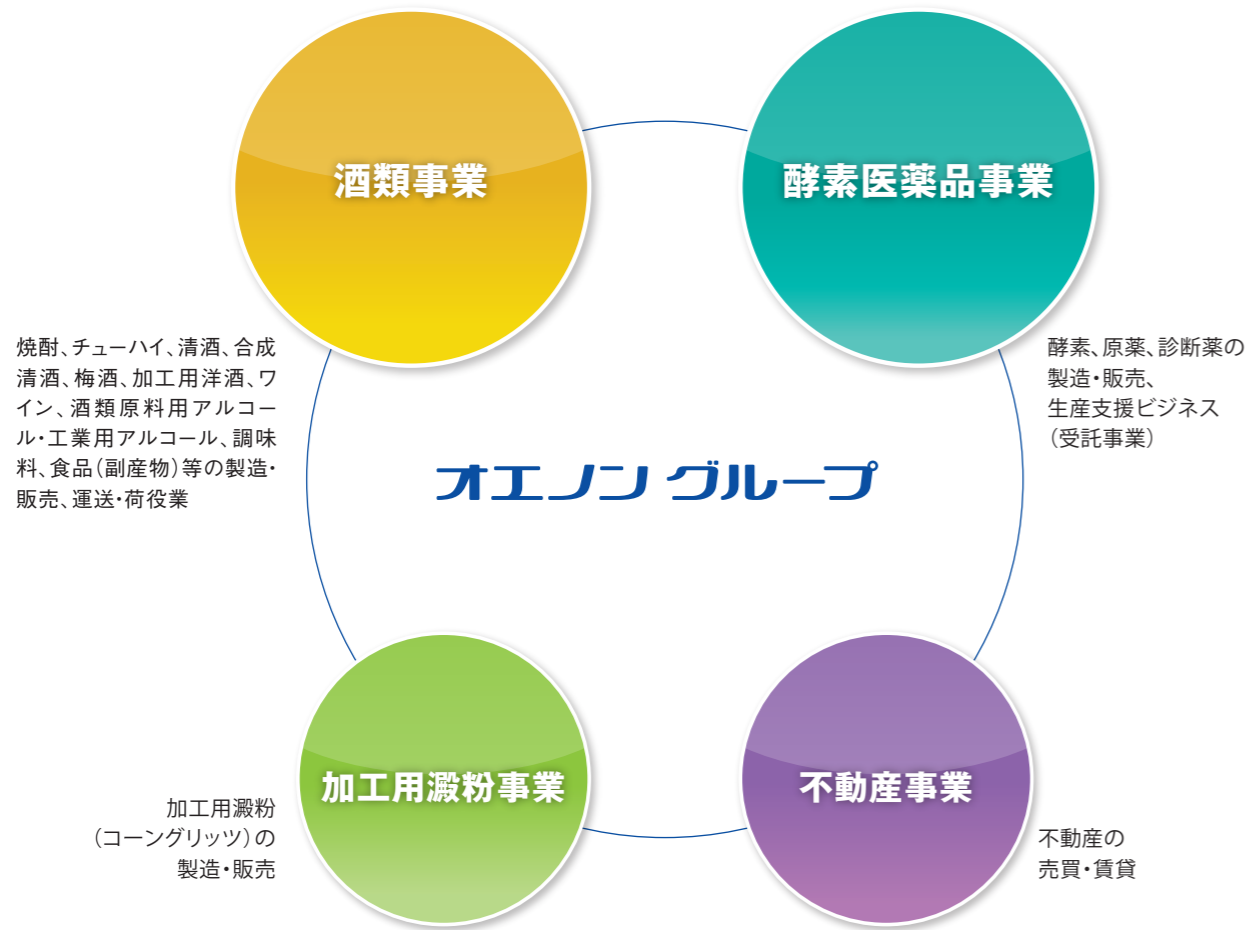 酒類事業
酵素医薬品事業
焼酎、チューハイ、清酒、合成
清酒、梅酒、加工用洋酒、ワ
イン、酒類原料用アルコー
ル・工業用アルコール、調味
料、食品(副産物)等の製造・
販売、運送・荷役業
酵素、原薬、診断薬の
製造・販売、
生産支援ビジネス
(受託事業)
オエノン グループ
加工用澱粉事業
不動産事業
加工用澱粉
(コーングリッツ)の
製造・販売
不動産の
売買・賃貸